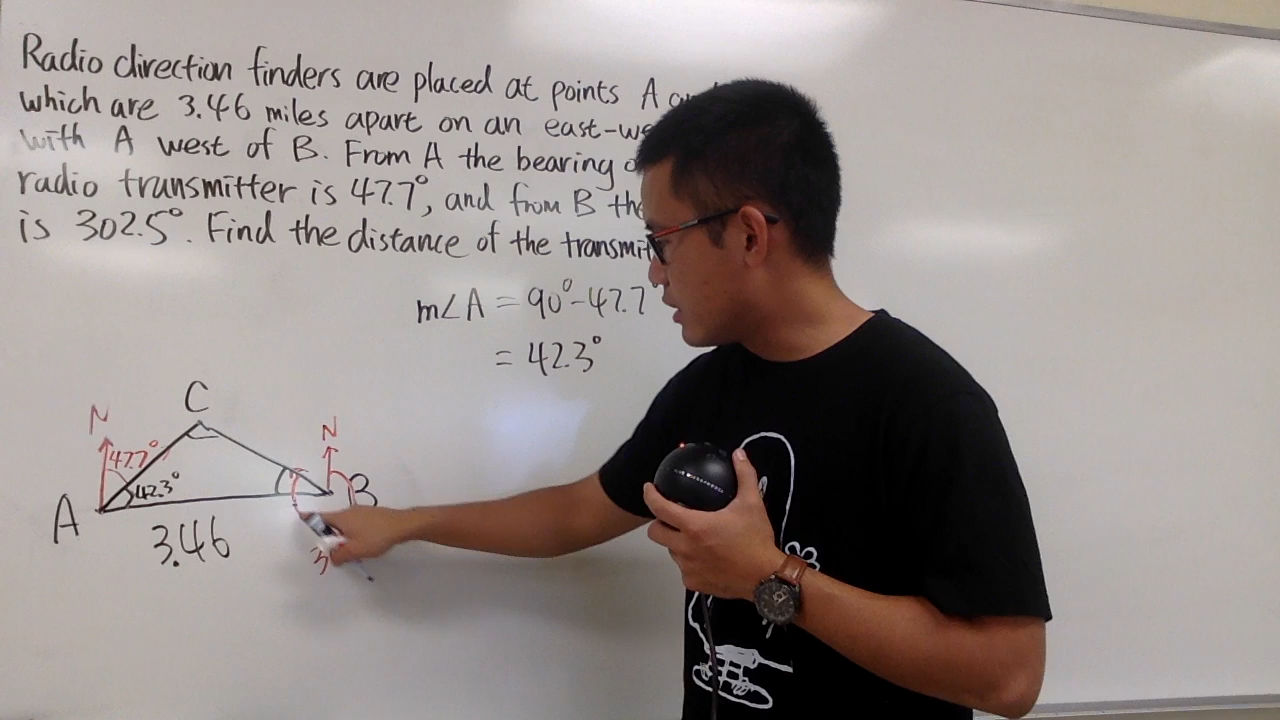 Radio direction finders are placed at points A
which are 3.46 miles apart on an east-we
with A west of B. From A the bearing
radio transmitter is 47.7°, and from B the
is 302.5°. Find the distance of the transmit
m∠A = 90° - 47.7°
= 42.3°
C
N
N
47.7°
42.3°
B
A
3.46
3